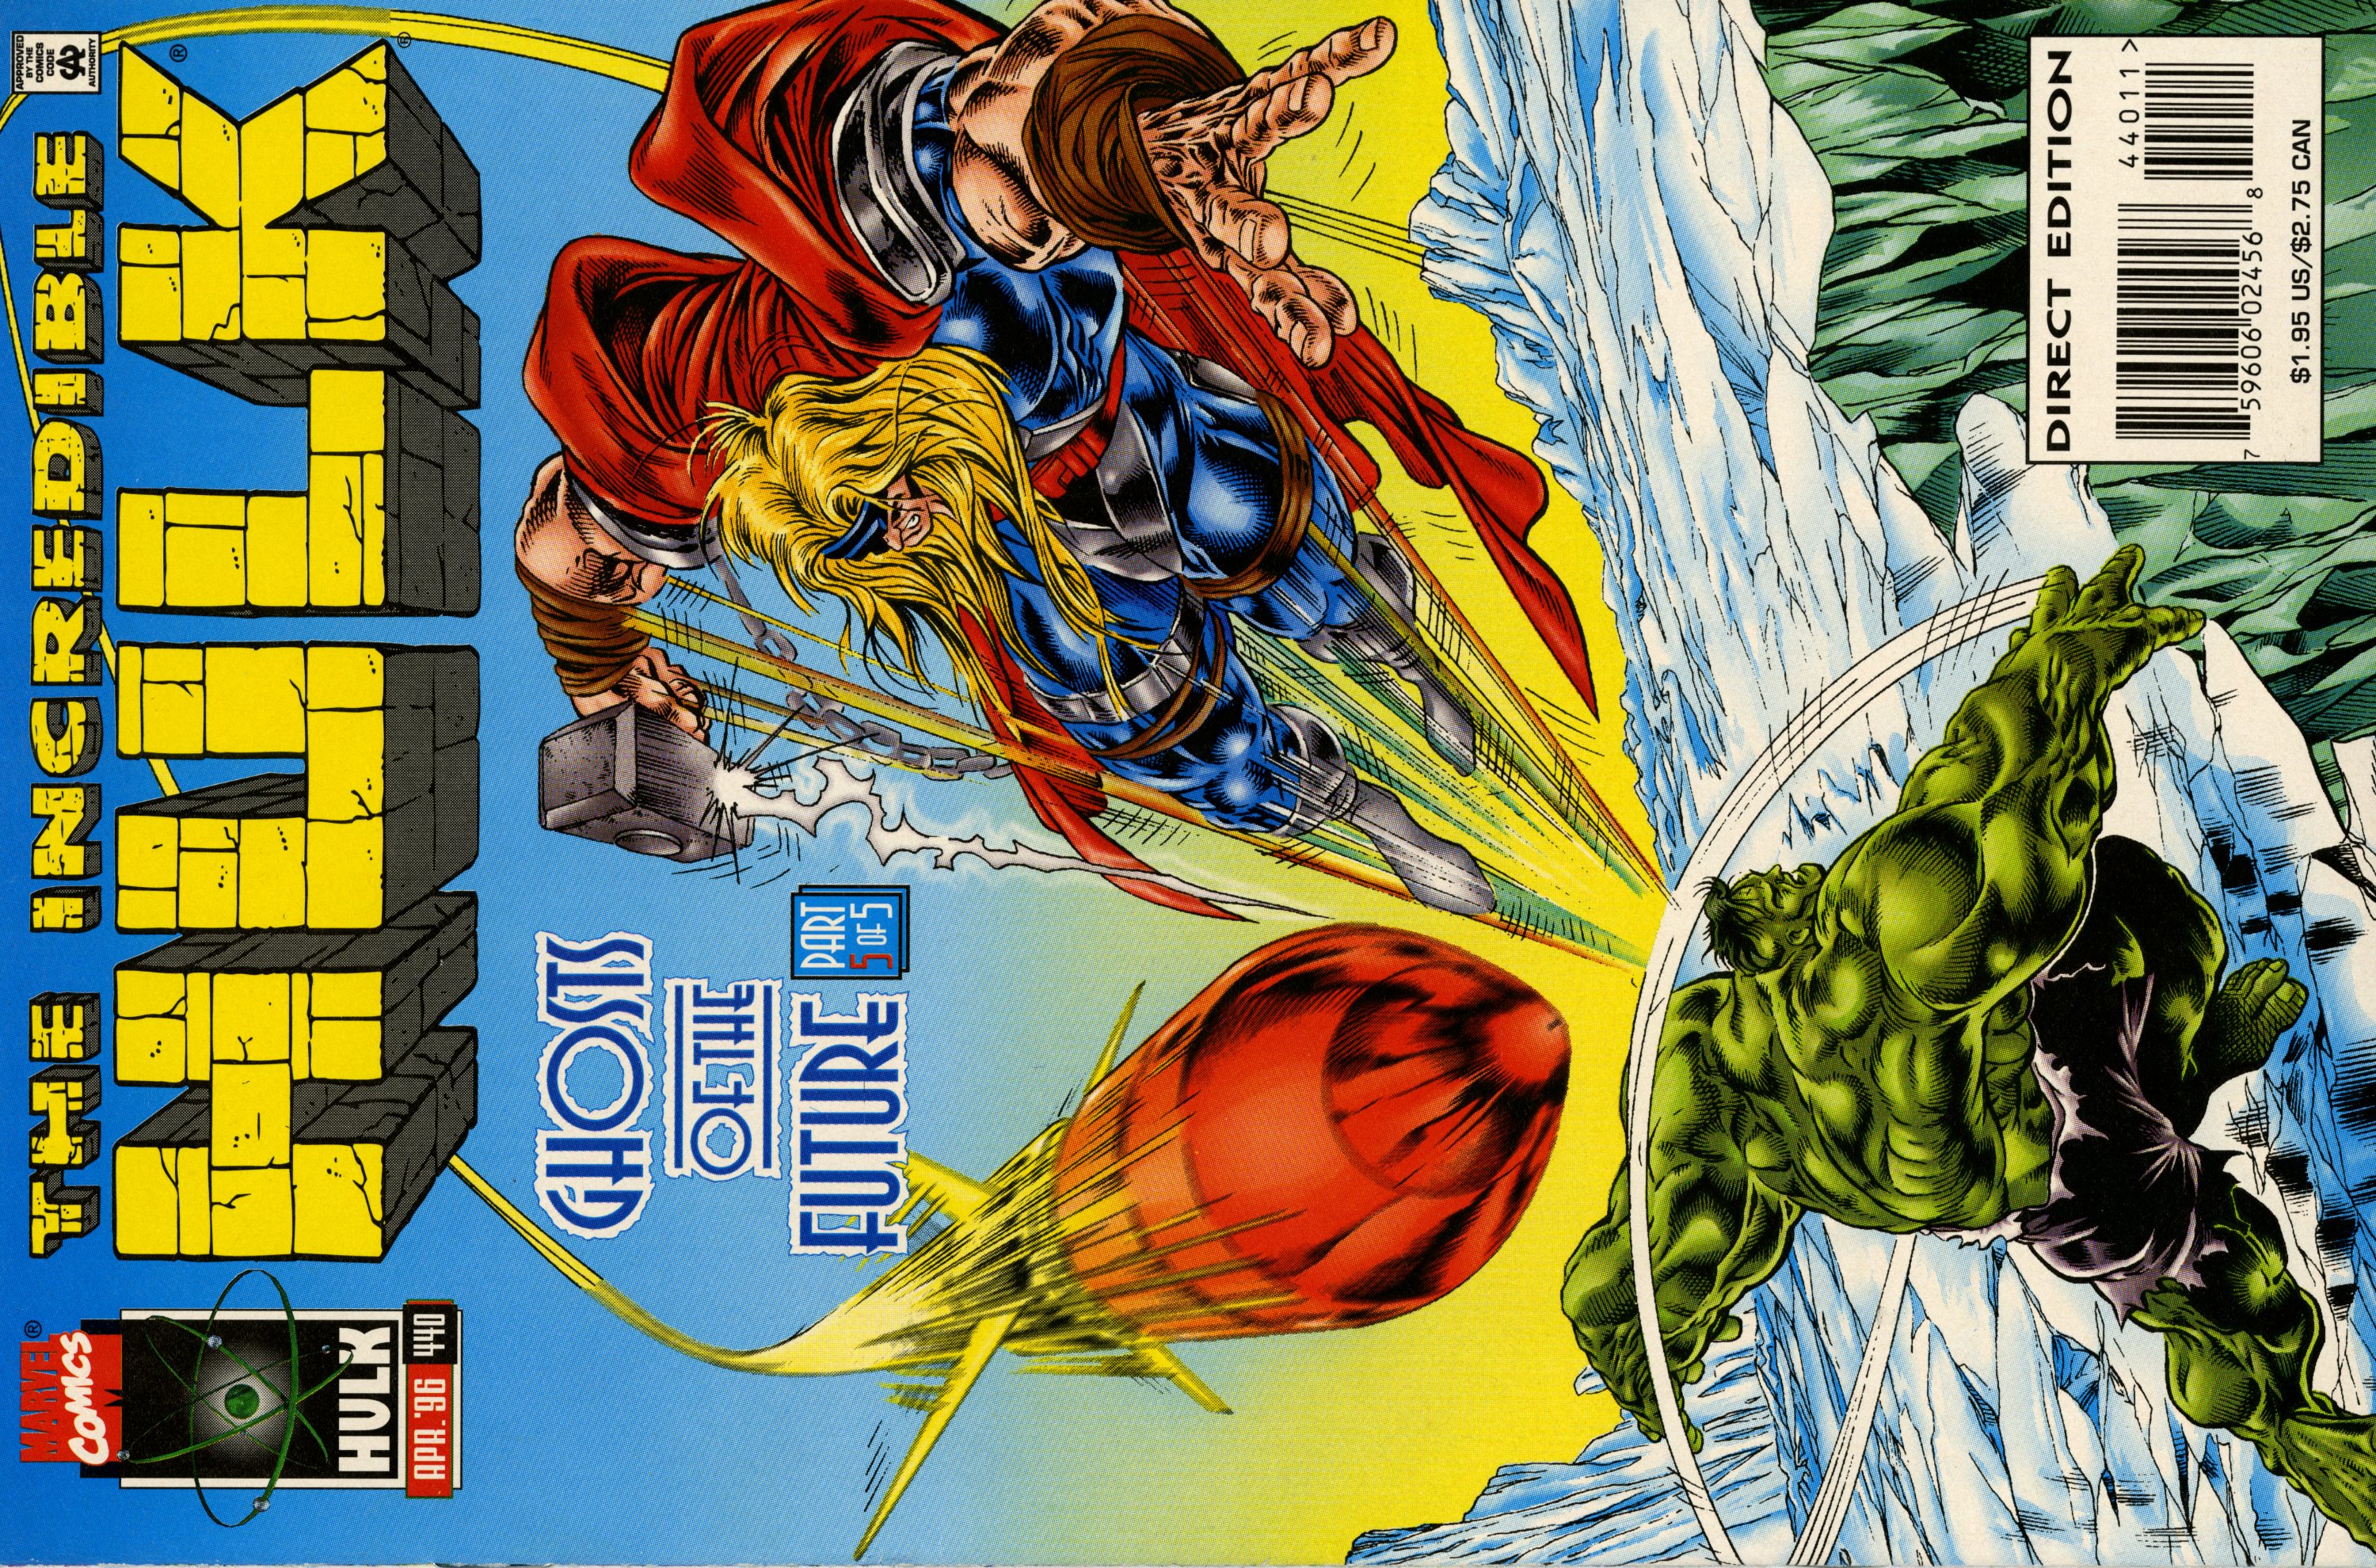 MARVEL®
COMICS
HULK
APR. '96 440
THE INCREDIBLE
HULK
®
®
APPROVED
BY THE
COMICS
CODE
CA
AUTHORITY
GHOSTS
OF THE
FUTURE
PART
5 OF 5
DIRECT EDITION
44011>
7 59606 02456 8
$1.95 US/$2.75 CAN